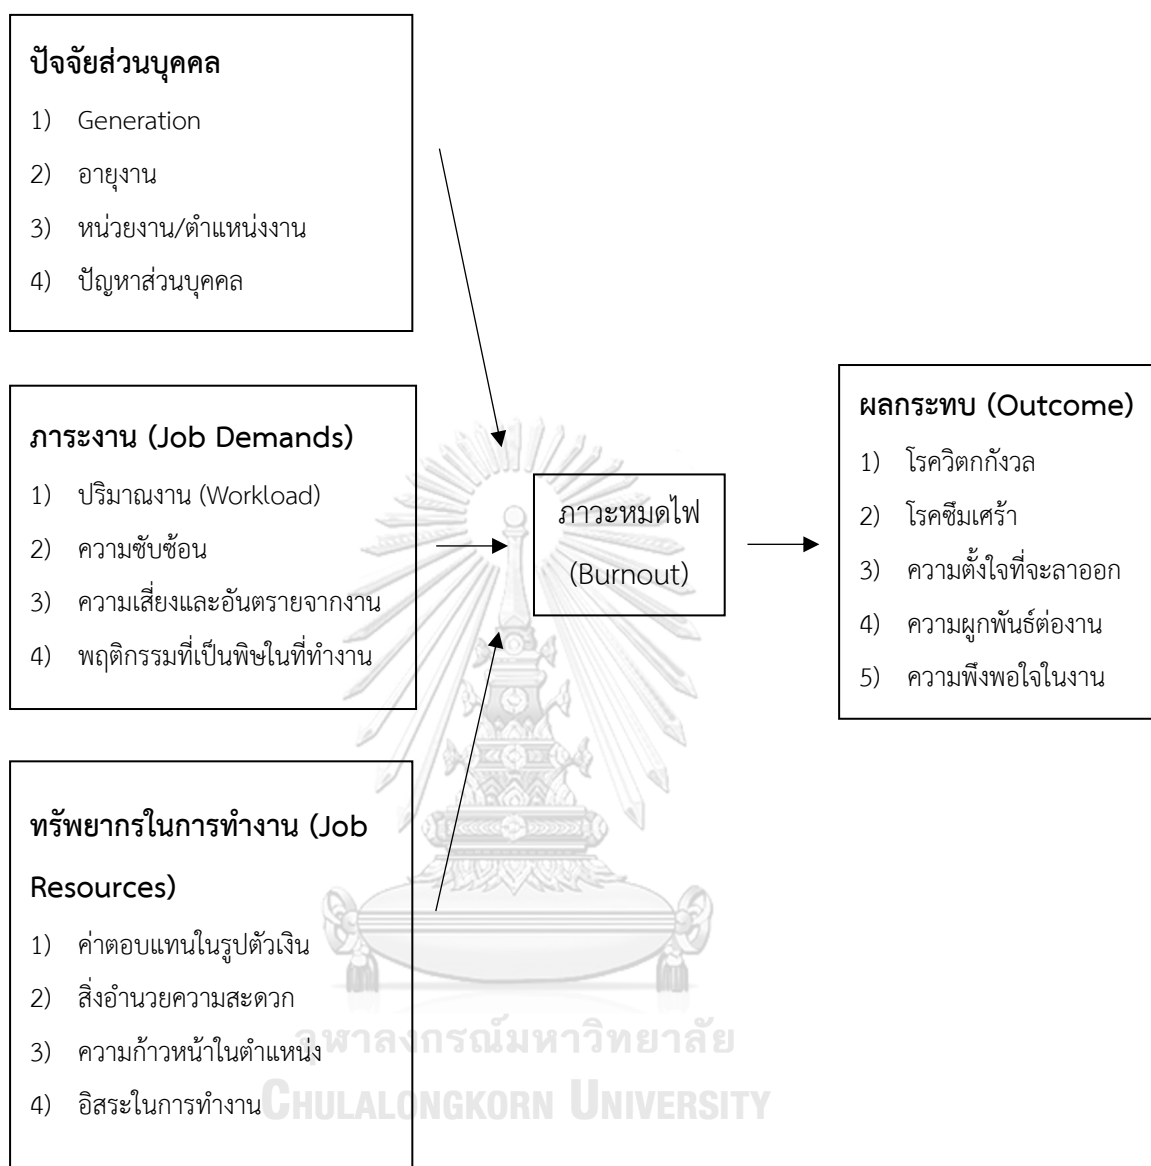 ปัจจัยส่วนบุคคล
1) Generation
2) อายุงาน
3) หน่วยงาน/ตำแหน่งงาน
4) ปัญหาส่วนบุคคล
ภาระงาน (Job Demands)
1) ปริมาณงาน (Workload)
2) ความซับซ้อน
3) ความเสี่ยงและอันตรายจากงาน
4) พฤติกรรมที่เป็นพิษในที่ทำงาน
ทรัพยากรในการทำงาน (Job
Resources)
1) ค่าตอบแทนในรูปตัวเงิน
2) สิ่งอำนวยความสะดวก
3) ความก้าวหน้าในตำแหน่ง
4) อิสระในการทำงาน
ภาวะหมดไฟ
(Burnout)
ผลกระทบ (Outcome)
1) โรควิตกกังวล
2) โรคซึมเศร้า
3) ความตั้งใจที่จะลาออก
4) ความผูกพันธ์ต่องาน
5) ความพึงพอใจในงาน
จุฬาลงกรณ์มหาวิทยาลัย
CHULALONGKORN UNIVERSITY